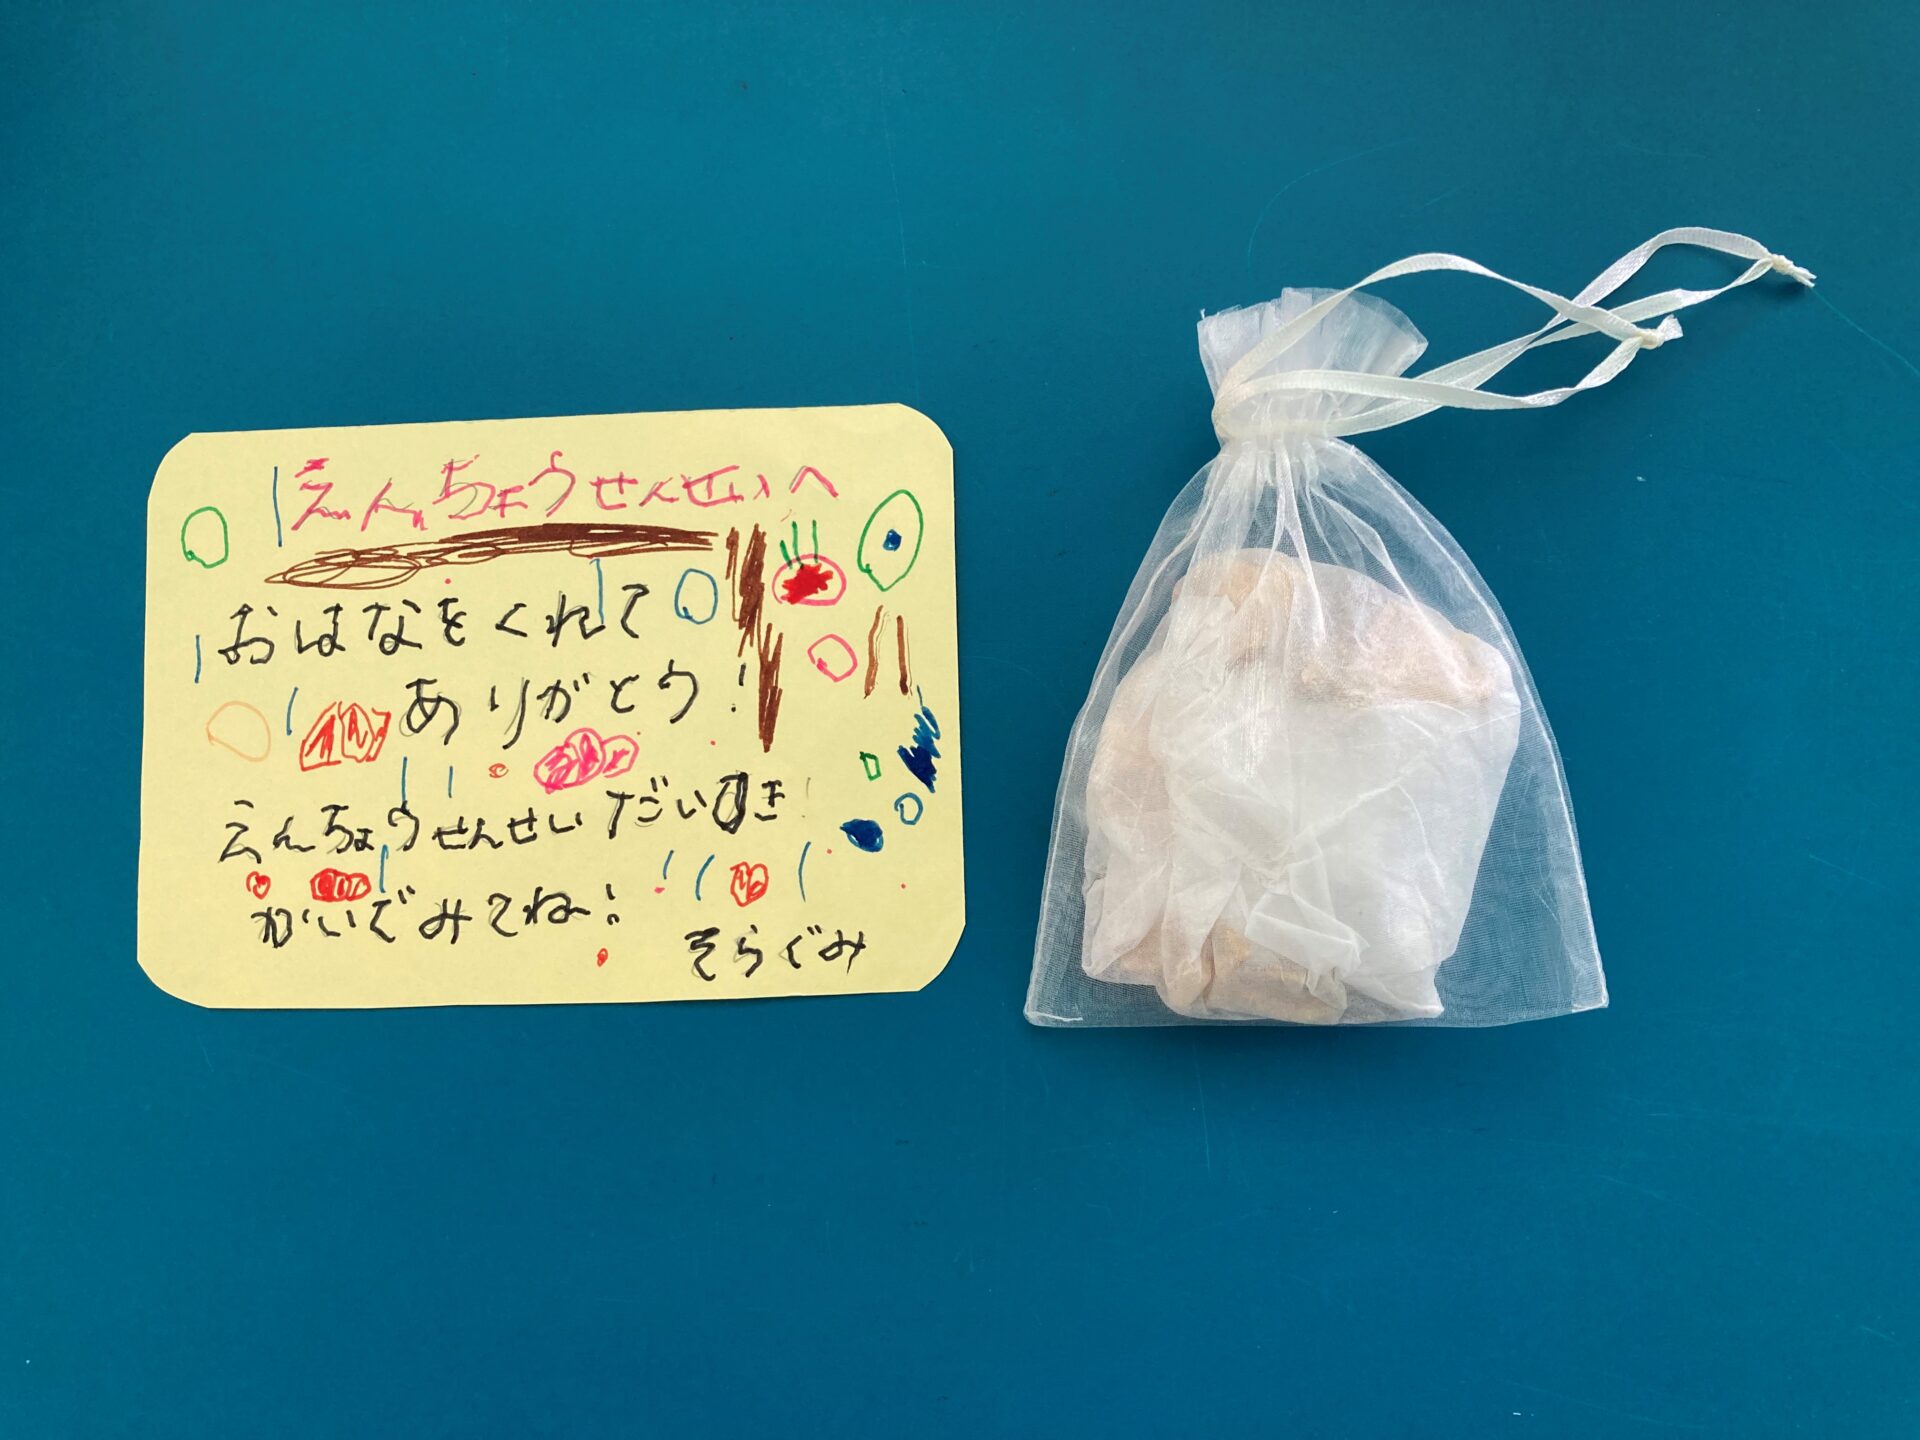 えんちょうせんせいへ
おはなをくれて
ありがとう！
えんちょうせんせいだいすき！
かいでみてね！
そらぐみ